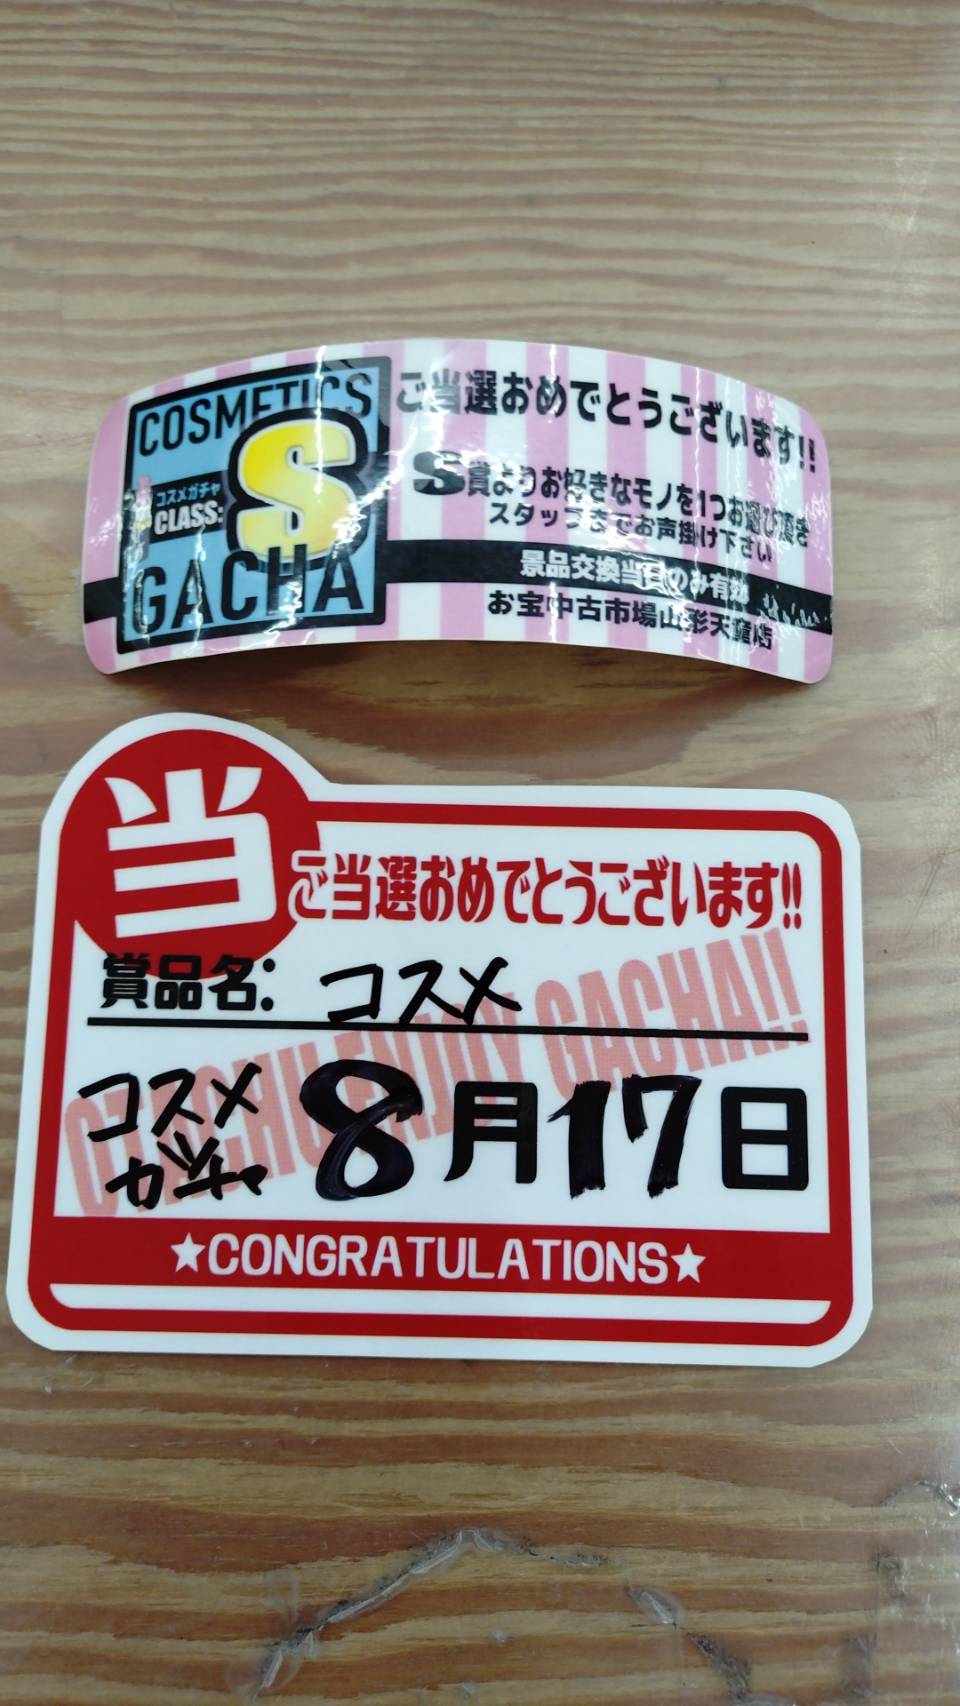 COSMETICS
S
コスメガチャ
CLASS:
GACHA
ご当選おめでとうございます!!
S賞よりお好きなモノを1つお選び頂き
スタッフまでお声掛け下さい
景品交換当日のみ有効
お宝中古市場山形天童店
当
ご当選おめでとうございます!!
賞品名: コスメ
ENJOY GACHA!!
コスメ
ガチャ
8月17日
★CONGRATULATIONS★